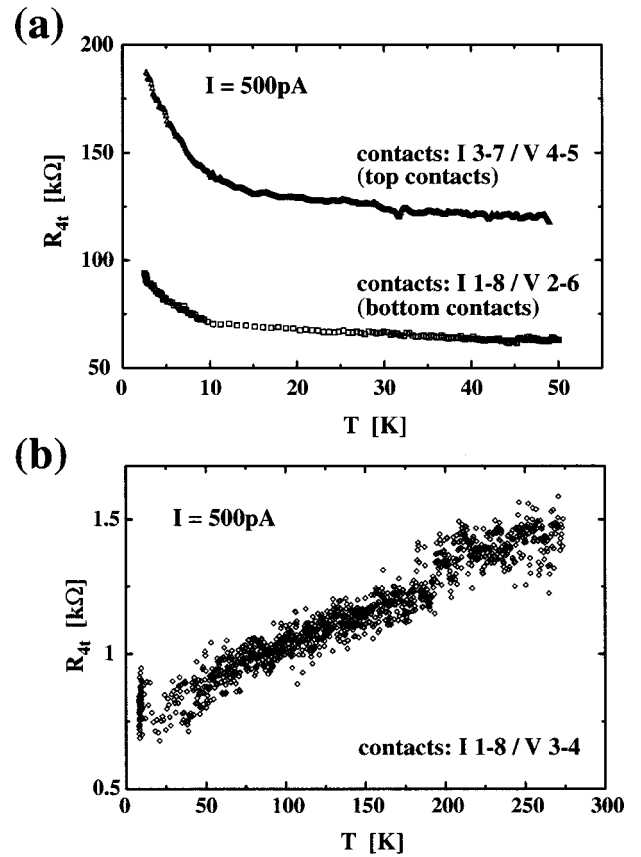 (a)
200
I = 500pA
150
contacts: I 3-7 / V 4-5
(top contacts)
R4t [kΩ]
100
contacts: I 1-8 / V 2-6
(bottom contacts)
50
0 10 20 30 40 50
T [K]
(b)
I = 500pA
1.5
R4t [kΩ]
1
contacts: I 1-8 / V 3-4
0.5
0 50 100 150 200 250 300
T [K]